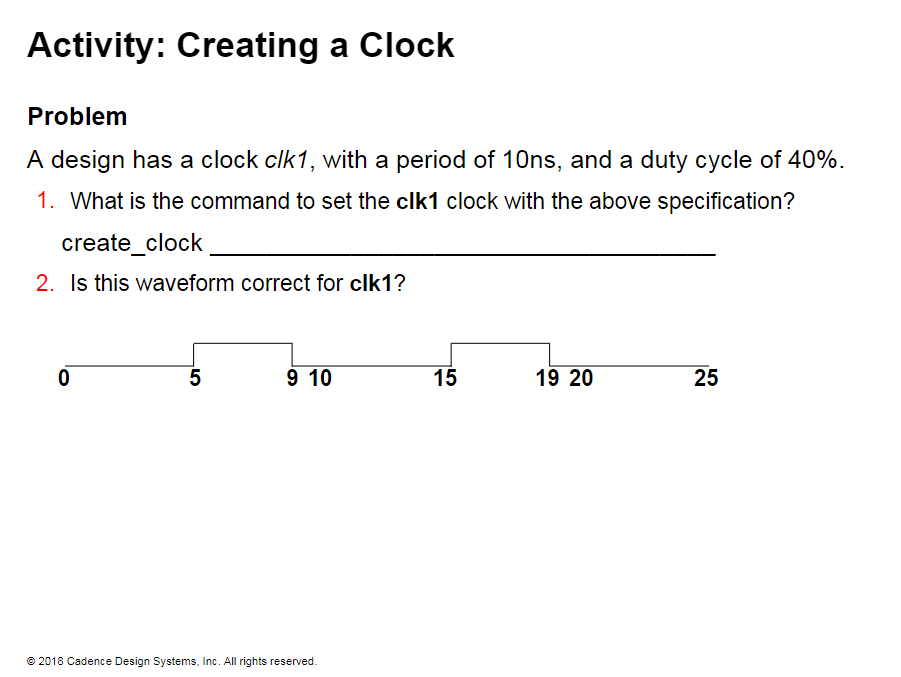 Activity: Creating a Clock
Problem
A design has a clock clk1, with a period of 10ns, and a duty cycle of 40%.
1. What is the command to set the clk1 clock with the above specification?
create_clock ______________________________________
2. Is this waveform correct for clk1?
0 5 9 10 15 19 20 25
© 2018 Cadence Design Systems, Inc. All rights reserved.